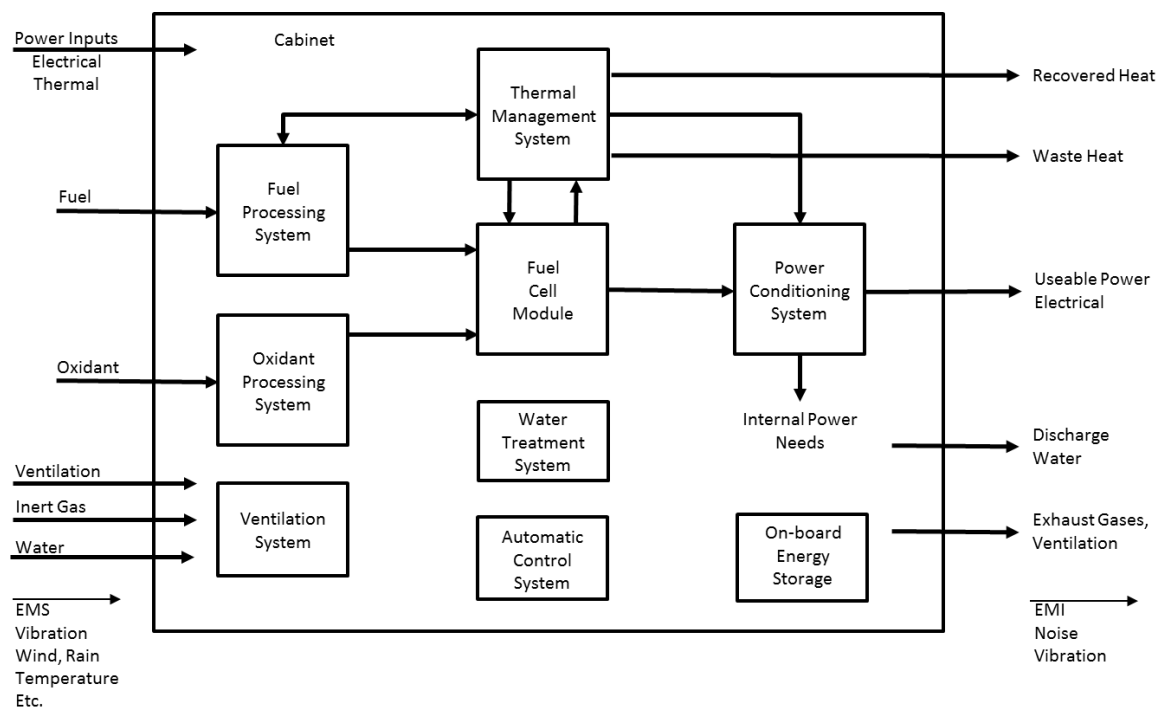 Power Inputs
Electrical
Thermal
Cabinet
Thermal
Management
System
Recovered Heat
Waste Heat
Fuel
Fuel
Processing
System
Fuel
Cell
Module
Power
Conditioning
System
Useable Power
Electrical
Oxidant
Oxidant
Processing
System
Water
Treatment
System
Internal Power
Needs
Discharge
Water
Ventilation
Inert Gas
Water
Ventilation
System
Automatic
Control
System
On-board
Energy
Storage
Exhaust Gases,
Ventilation
EMS
Vibration
Wind, Rain
Temperature
Etc.
EMI
Noise
Vibration